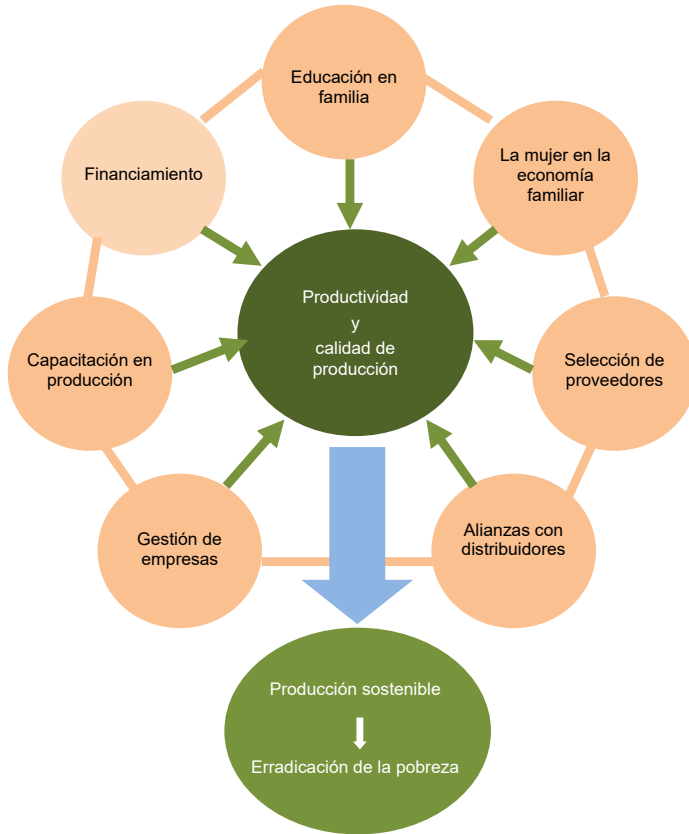 Educación en
familia
La mujer en la
economía
familiar
Financiamiento
Productividad
y
calidad de
producción
Capacitación en
producción
Selección de
proveedores
Gestión de
empresas
Alianzas con
distribuidores
Producción sostenible
Erradicación de la pobreza